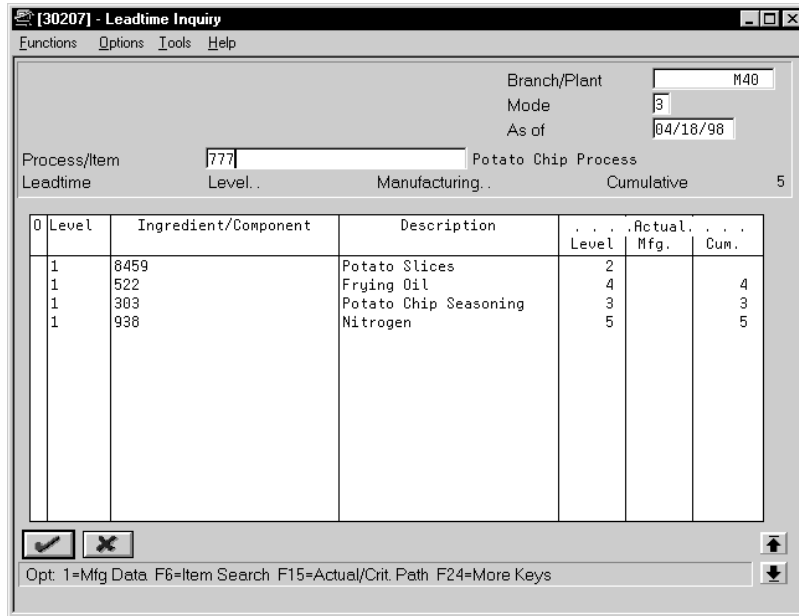 [30207] - Leadtime Inquiry
Functions Options Tools Help
Branch/Plant M40
Mode 3
As of 04/18/98
Process/Item 777 Potato Chip Process
Leadtime Level. . Manufacturing. . Cumulative 5
O Level Ingredient/Component Description . . . .Actual. . . .
Level Mfg. Cum.
1 8459 Potato Slices 2
1 522 Frying Oil 4 4
1 303 Potato Chip Seasoning 3 3
1 938 Nitrogen 5 5
Opt: 1=Mfg Data F6=Item Search F15=Actual/Crit. Path F24=More Keys